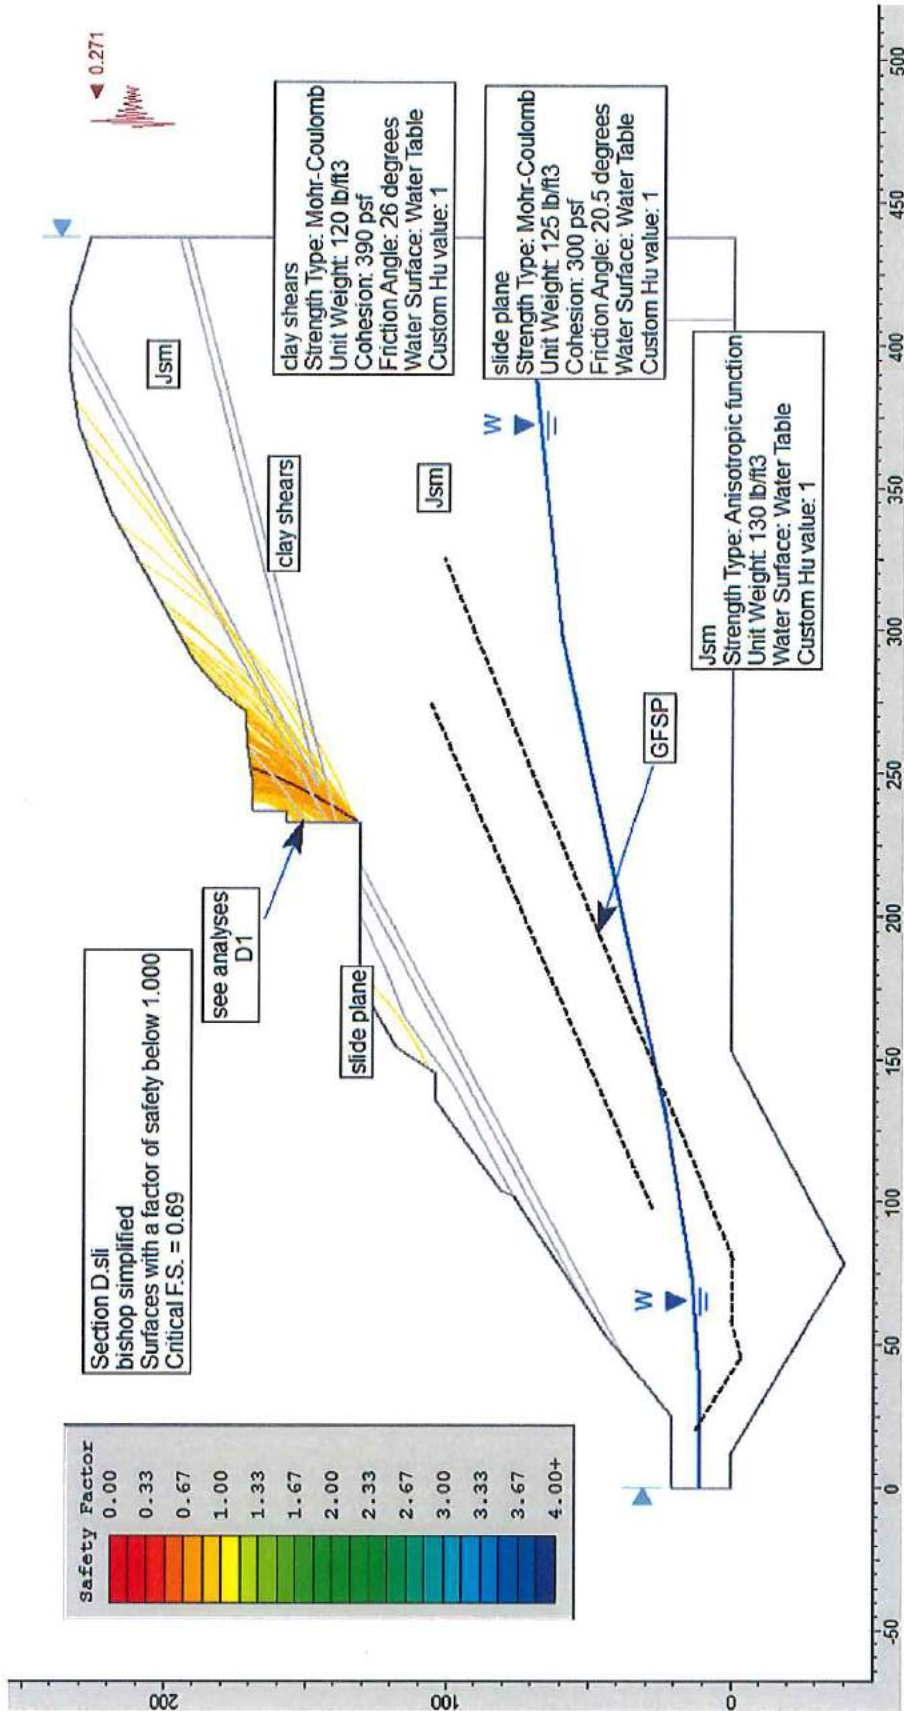 Safety Factor
0.00
0.33
0.67
1.00
1.33
1.67
2.00
2.33
2.67
3.00
3.33
3.67
4.00+
Section D.sli
bishop simplified
Surfaces with a factor of safety below 1.000
Critical F.S. = 0.69
see analyses
D1
slide plane
Jsm
clay shears
Jsm
GFSP
W
W
0.271
clay shears
Strength Type: Mohr-Coulomb
Unit Weight: 120 lb/ft3
Cohesion: 390 psf
Friction Angle: 26 degrees
Water Surface: Water Table
Custom Hu value: 1
slide plane
Strength Type: Mohr-Coulomb
Unit Weight: 125 lb/ft3
Cohesion: 300 psf
Friction Angle: 20.5 degrees
Water Surface: Water Table
Custom Hu value: 1
Jsm
Strength Type: Anisotropic function
Unit Weight: 130 lb/ft3
Water Surface: Water Table
Custom Hu value: 1
200
100
0
-50
0
50
100
150
200
250
300
350
400
450
500